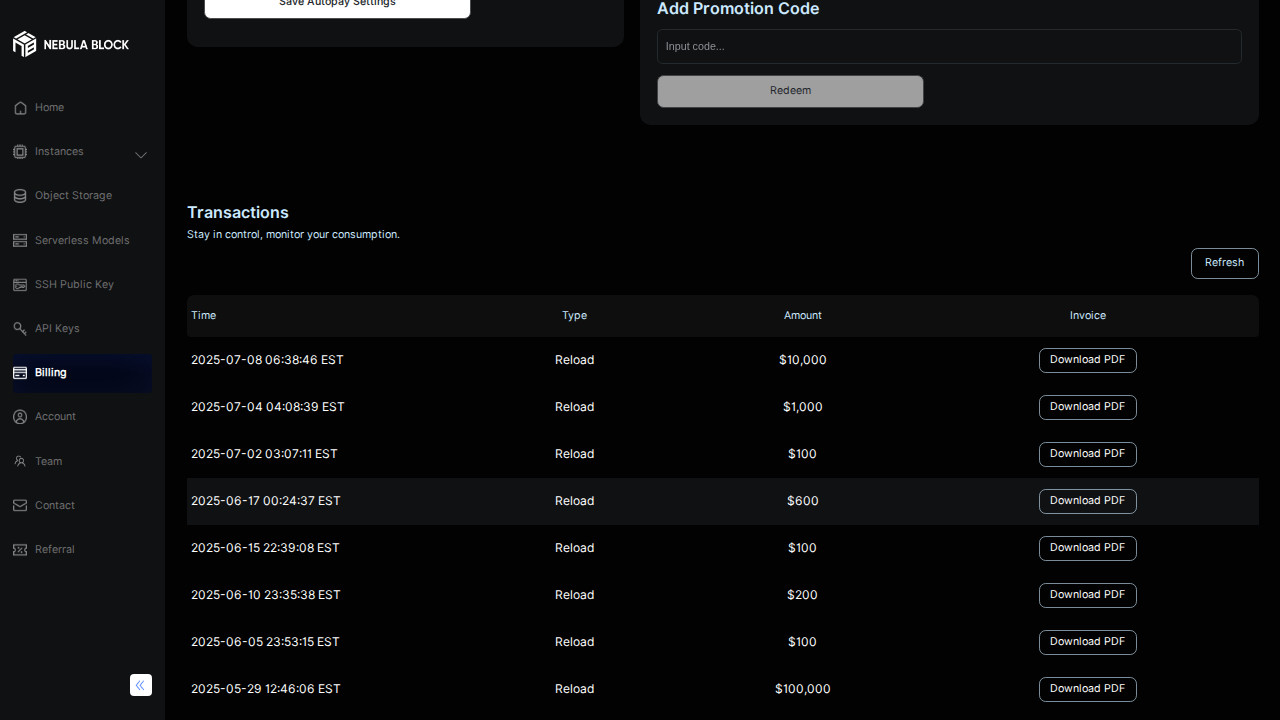 NEBULA BLOCK
Home
Instances
Object Storage
Serverless Models
SSH Public Key
API Keys
Billing
Account
Team
Contact
Referral
Save Autopay Settings
Add Promotion Code
Input code...
Redeem
Transactions
Stay in control, monitor your consumption.
Refresh
Time Type Amount Invoice
2025-07-08 06:38:46 EST Reload $10,000 Download PDF
2025-07-04 04:08:39 EST Reload $1,000 Download PDF
2025-07-02 03:07:11 EST Reload $100 Download PDF
2025-06-17 00:24:37 EST Reload $600 Download PDF
2025-06-15 22:39:08 EST Reload $100 Download PDF
2025-06-10 23:35:38 EST Reload $200 Download PDF
2025-06-05 23:53:15 EST Reload $100 Download PDF
2025-05-29 12:46:06 EST Reload $100,000 Download PDF